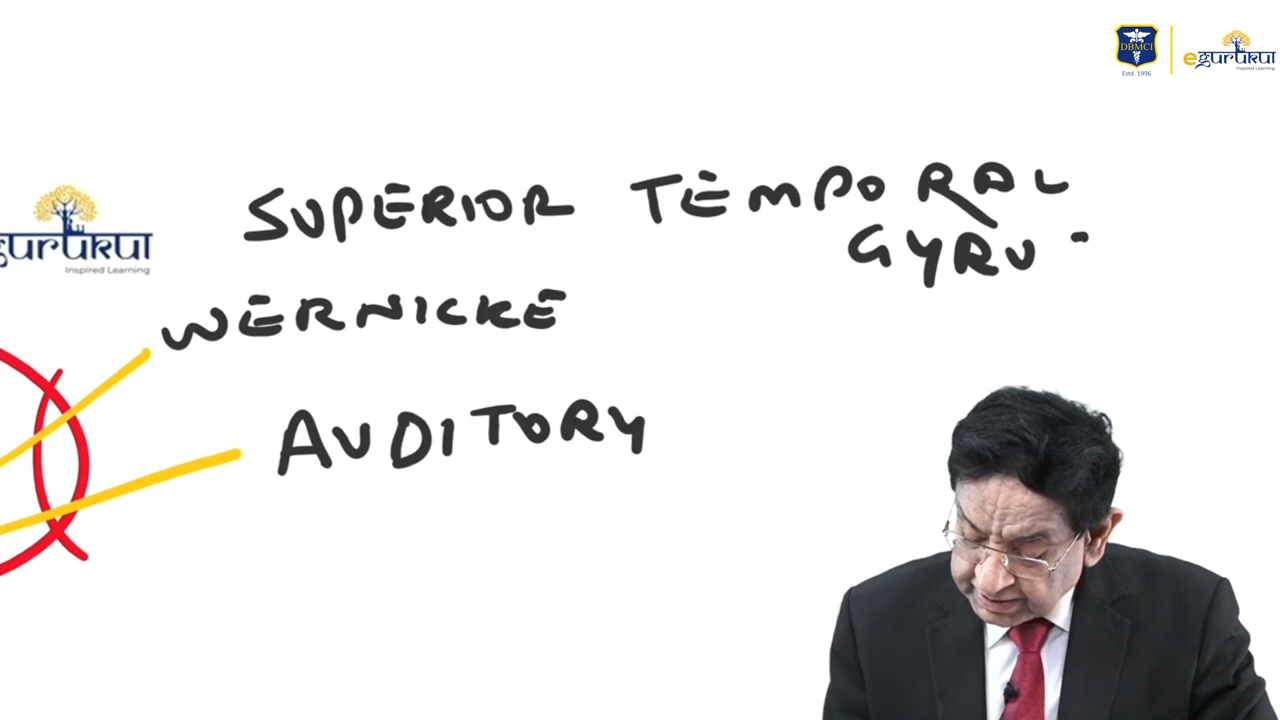 DBMCI
Estd. 1996
egurukul
Inspired Learning
gurukul
Inspired Learning
SUPERIOR TEMPORAL
GYRU
WERNICKE
AUDITORY